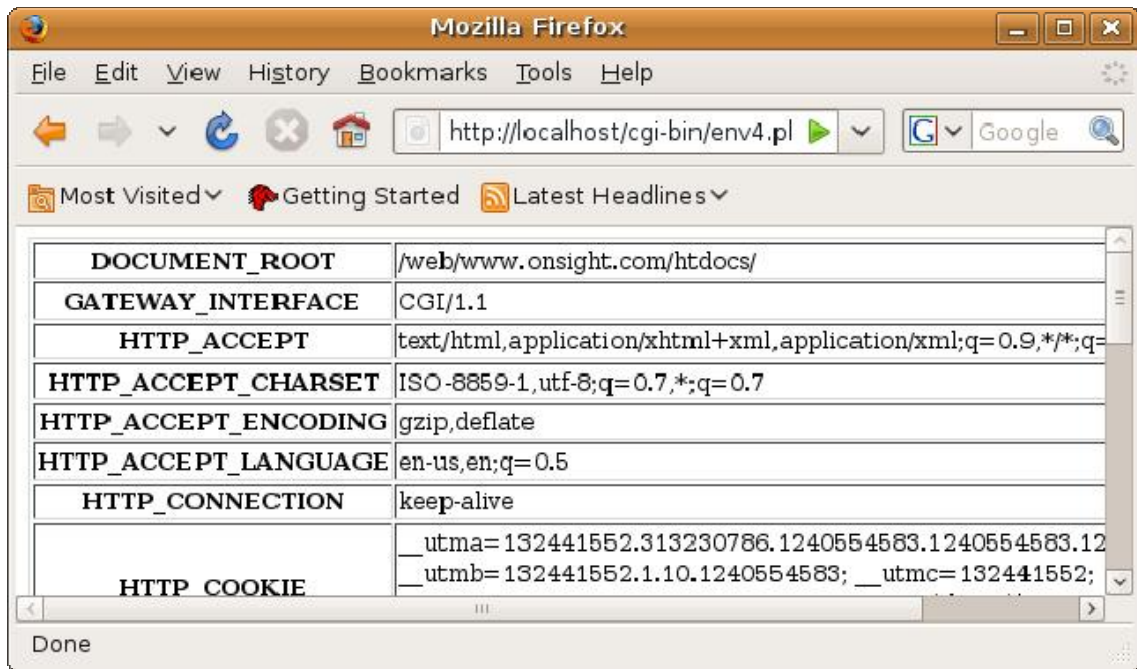 Mozilla Firefox
File Edit View History Bookmarks Tools Help
http://localhost/cgi-bin/env4.pl G Google
Most Visited Getting Started Latest Headlines
DOCUMENT_ROOT /web/www.onsight.com/htdocs/
GATEWAY_INTERFACE CGI/1.1
HTTP_ACCEPT text/html,application/xhtml+xml,application/xml;q=0.9,*/*;q=
HTTP_ACCEPT_CHARSET ISO-8859-1,utf-8;q=0.7,*;q=0.7
HTTP_ACCEPT_ENCODING gzip,deflate
HTTP_ACCEPT_LANGUAGE en-us,en;q=0.5
HTTP_CONNECTION keep-alive
__utma=132441552.313230786.1240554583.1240554583.12
__utmb=132441552.1.10.1240554583; __utmc=132441552;
HTTP_COOKIE
Done